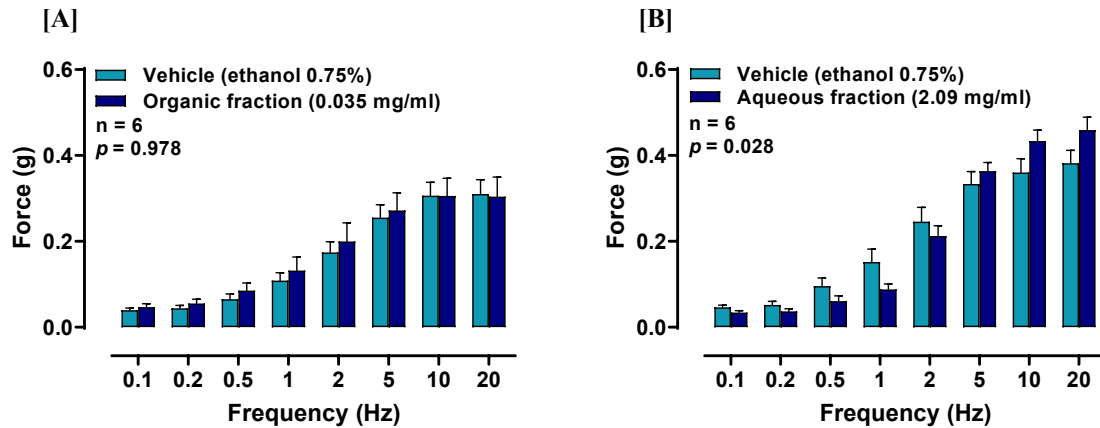 [A]
0.6
Vehicle (ethanol 0.75%)
Organic fraction (0.035 mg/ml)
n = 6
p = 0.978
0.4
Force (g)
0.2
0.0
0.1 0.2 0.5 1 2 5 10 20
Frequency (Hz)
[B]
0.6
Vehicle (ethanol 0.75%)
Aqueous fraction (2.09 mg/ml)
n = 6
p = 0.028
0.4
Force (g)
0.2
0.0
0.1 0.2 0.5 1 2 5 10 20
Frequency (Hz)